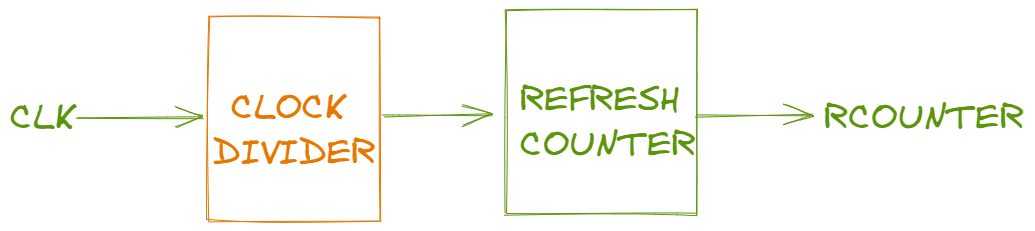 CLK
CLOCK
DIVIDER
REFRESH
COUNTER
RCOUNTER